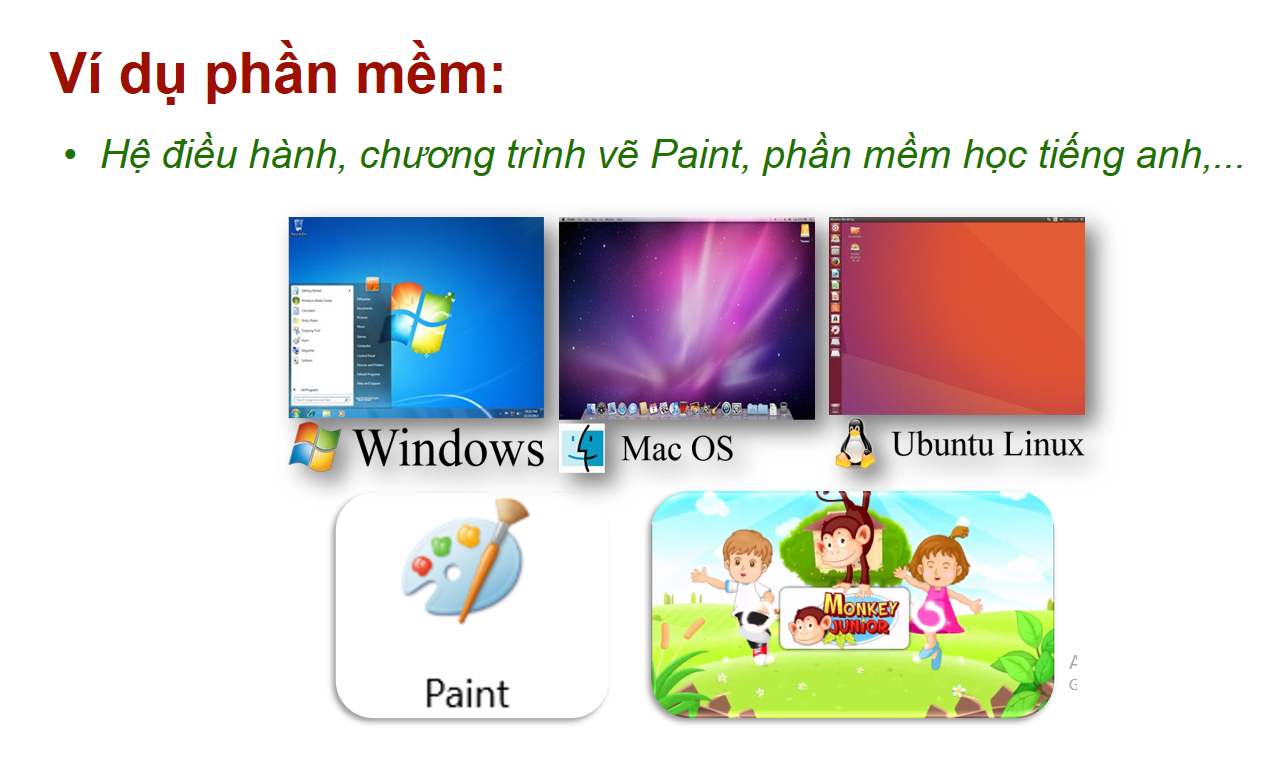 Ví dụ phần mềm:
• Hệ điều hành, chương trình vẽ Paint, phần mềm học tiếng anh,...
Windows
Mac OS
Ubuntu Linux
Paint
MONKEY
JUNIOR